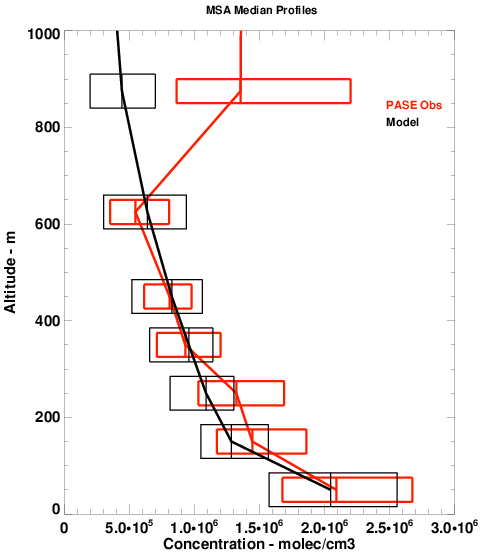 MSA Median Profiles
1000
PASE Obs
Model
800
600
400
200
0
Altitude - m
0 5.0•10⁵ 1.0•10⁶ 1.5•10⁶ 2.0•10⁶ 2.5•10⁶ 3.0•10⁶
Concentration - molec/cm3